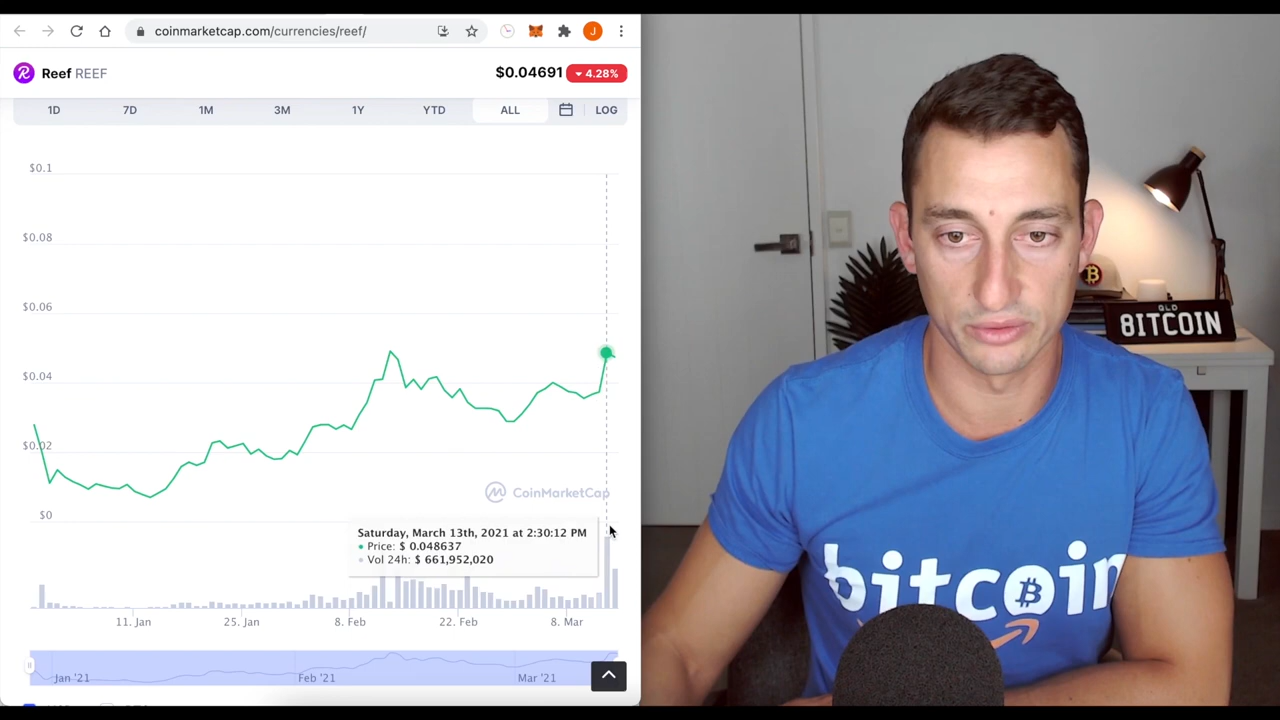 coinmarketcap.com/currencies/reef/
J
Reef REEF
$0.04691 4.28%
1D 7D 1M 3M 1Y YTD ALL LOG
$0.1
$0.08
$0.06
$0.04
$0.02
$0
CoinMarketCap
Saturday, March 13th, 2021 at 2:30:12 PM
Price: $ 0.048637
Vol 24h: $ 661,952,020
11. Jan 25. Jan 8. Feb 22. Feb 8. Mar
Jan '21 Feb '21 Mar '21
QLD
8ITCOIN
bitcoin